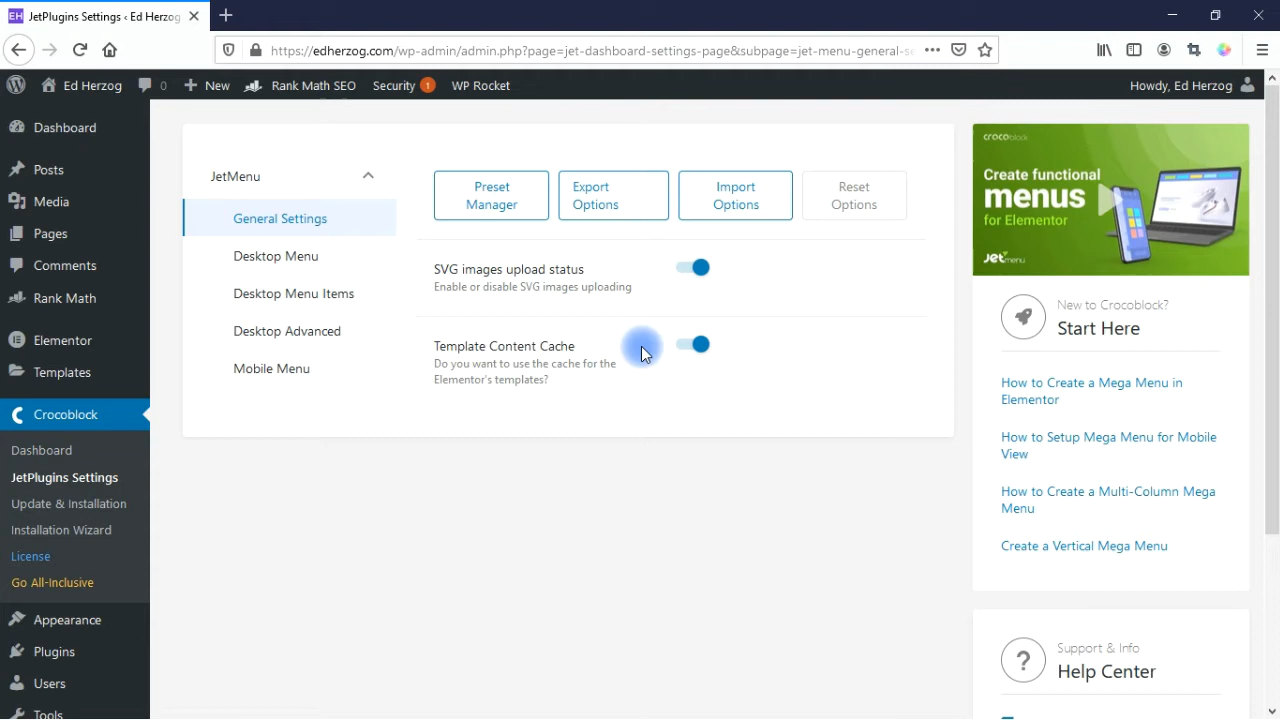 EH JetPlugins Settings ‹ Ed Herzog
https://edherzog.com/wp-admin/admin.php?page=jet-dashboard-settings-page&subpage=jet-menu-general-se
Ed Herzog
0
New
Rank Math SEO
Security 1
WP Rocket
Howdy, Ed Herzog
Dashboard
Posts
Media
Pages
Comments
Rank Math
Elementor
Templates
Crocoblock
Dashboard
JetPlugins Settings
Update & Installation
Installation Wizard
License
Go All-Inclusive
Appearance
Plugins
Users
Tools
JetMenu
General Settings
Desktop Menu
Desktop Menu Items
Desktop Advanced
Mobile Menu
Preset
Manager
Export
Options
Import
Options
Reset
Options
SVG images upload status
Enable or disable SVG images uploading
Template Content Cache
Do you want to use the cache for the
Elementor's templates?
crocoblock
Create functional
menus
for Elementor
Jetmenu
New to Crocoblock?
Start Here
How to Create a Mega Menu in
Elementor
How to Setup Mega Menu for Mobile
View
How to Create a Multi-Column Mega
Menu
Create a Vertical Mega Menu
?
Support & Info
Help Center